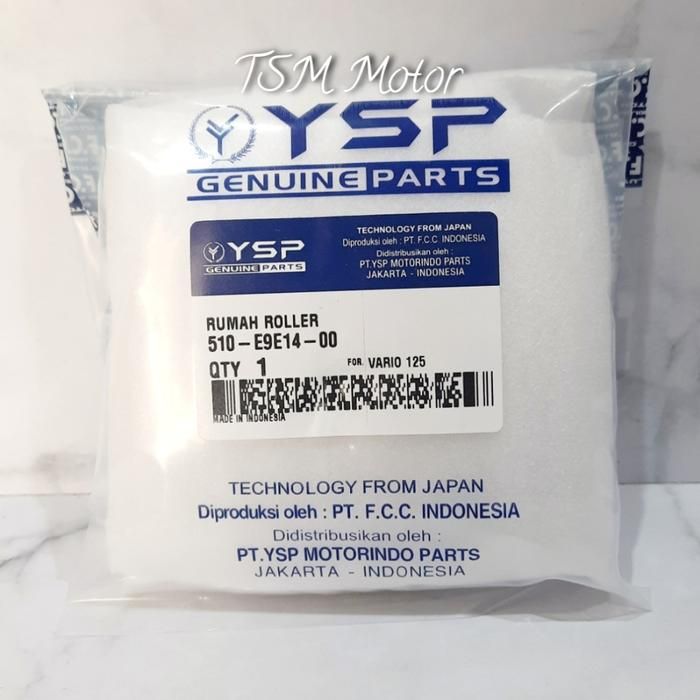 TSM Motor
YSP
GENUINE PARTS
YSP
GENUINE PARTS
TECHNOLOGY FROM JAPAN
Diproduksi oleh : PT. F.C.C INDONESIA
Didistribusikan oleh :
PT.YSP MOTORINDO PARTS
JAKARTA - INDONESIA
RUMAH ROLLER
510-E9E14-00
QTY 1
FOR. VARIO 125
MADE IN INDONESIA
TECHNOLOGY FROM JAPAN
Diproduksi oleh : PT. F.C.C. INDONESIA
Didistribusikan oleh :
PT.YSP MOTORINDO PARTS
JAKARTA - INDONESIA